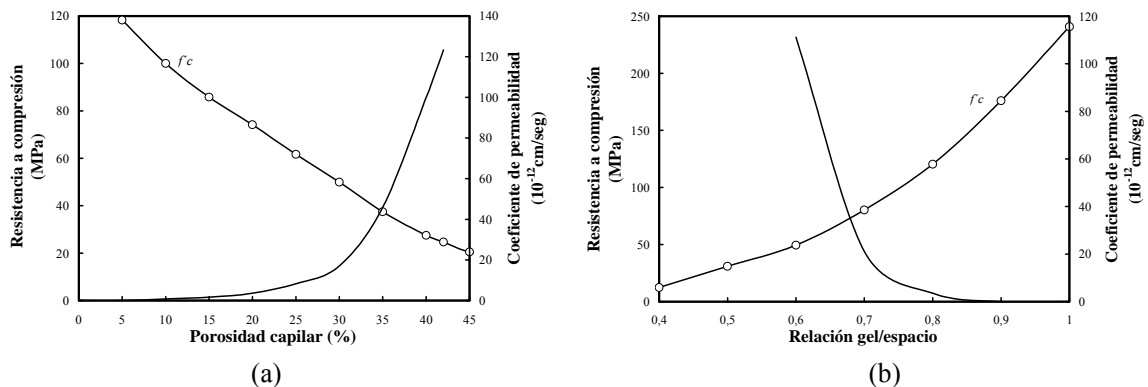 120
100
80
60
40
20
0
Resistencia a compresión
(MPa)
f'c
140
120
100
80
60
40
20
0
Coeficiente de permeabilidad
(10⁻¹²cm/seg)
0 5 10 15 20 25 30 35 40 45
Porosidad capilar (%)
(a)
250
200
150
100
50
0
Resistencia a compresión
(MPa)
f'c
120
100
80
60
40
20
0
Coeficiente de permeabilidad
(10⁻¹²cm/seg)
0,4 0,5 0,6 0,7 0,8 0,9 1
Relación gel/espacio
(b)